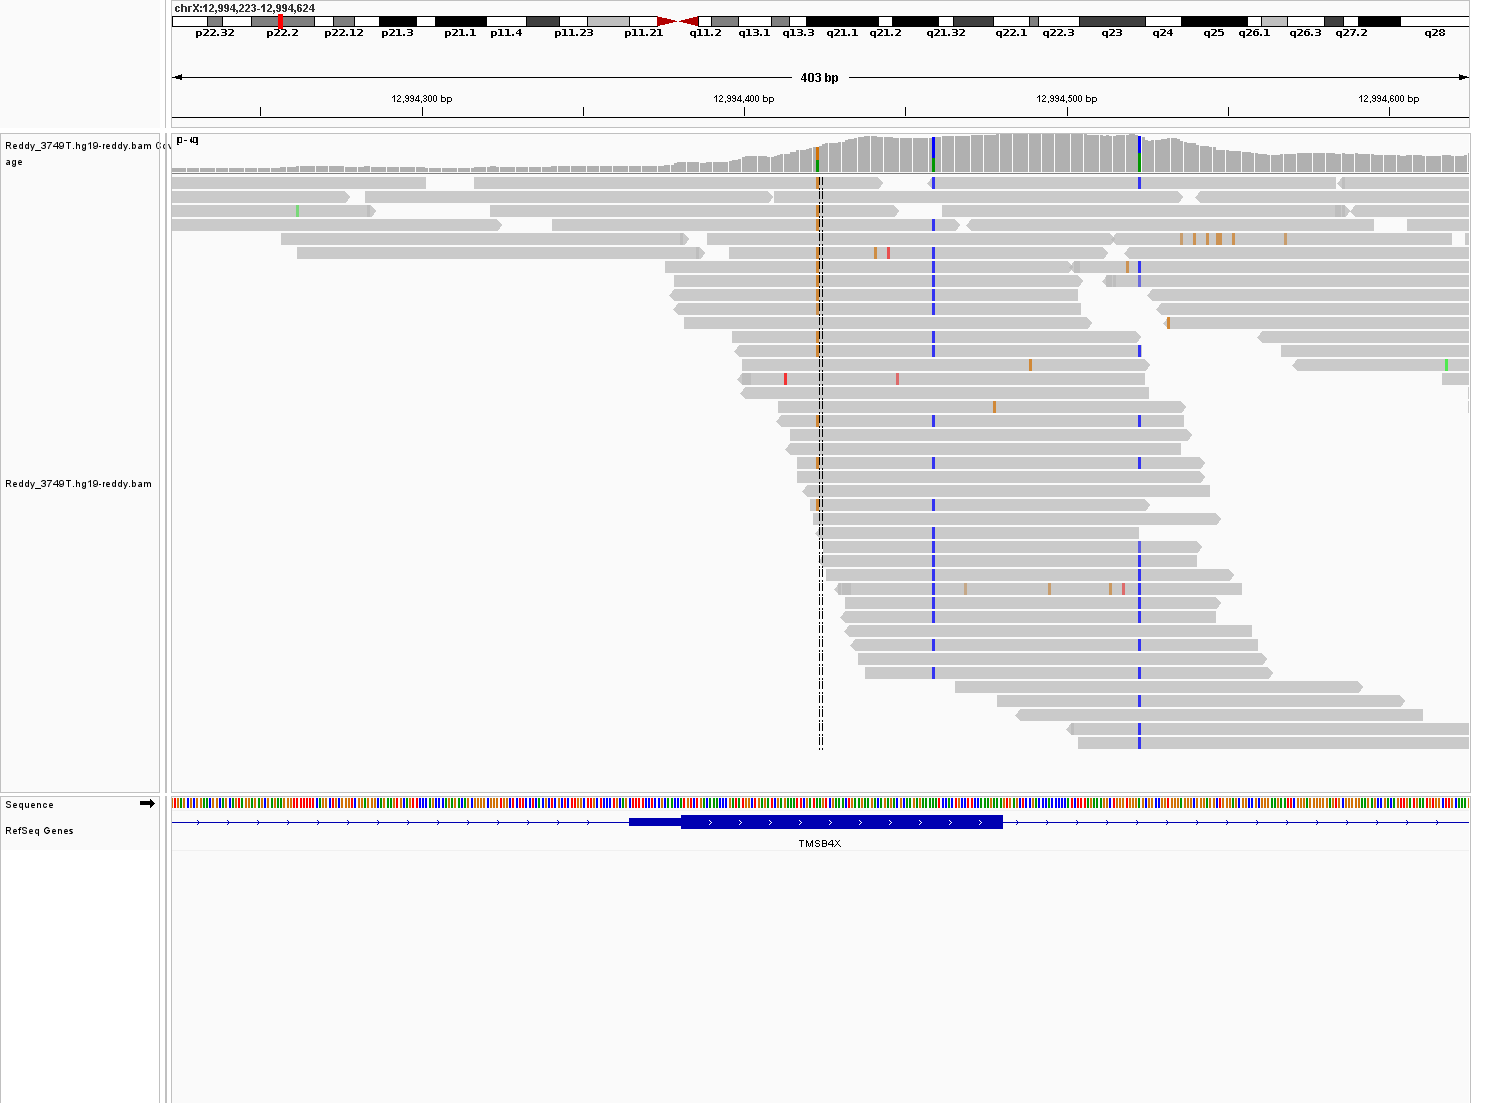 chrX:12,994,223-12,994,624
p22.32 p22.2 p22.12 p21.3 p21.1 p11.4 p11.23 p11.21 q11.2 q13.1 q13.3 q21.1 q21.2 q21.32 q22.1 q22.3 q23 q24 q25 q26.1 q26.3 q27.2 q28
403 bp
12,994,300 bp 12,994,400 bp 12,994,500 bp 12,994,600 bp
Reddy_3749T.hg19-reddy.bam Cov
age
Reddy_3749T.hg19-reddy.bam
Sequence
RefSeq Genes
TMSB4X